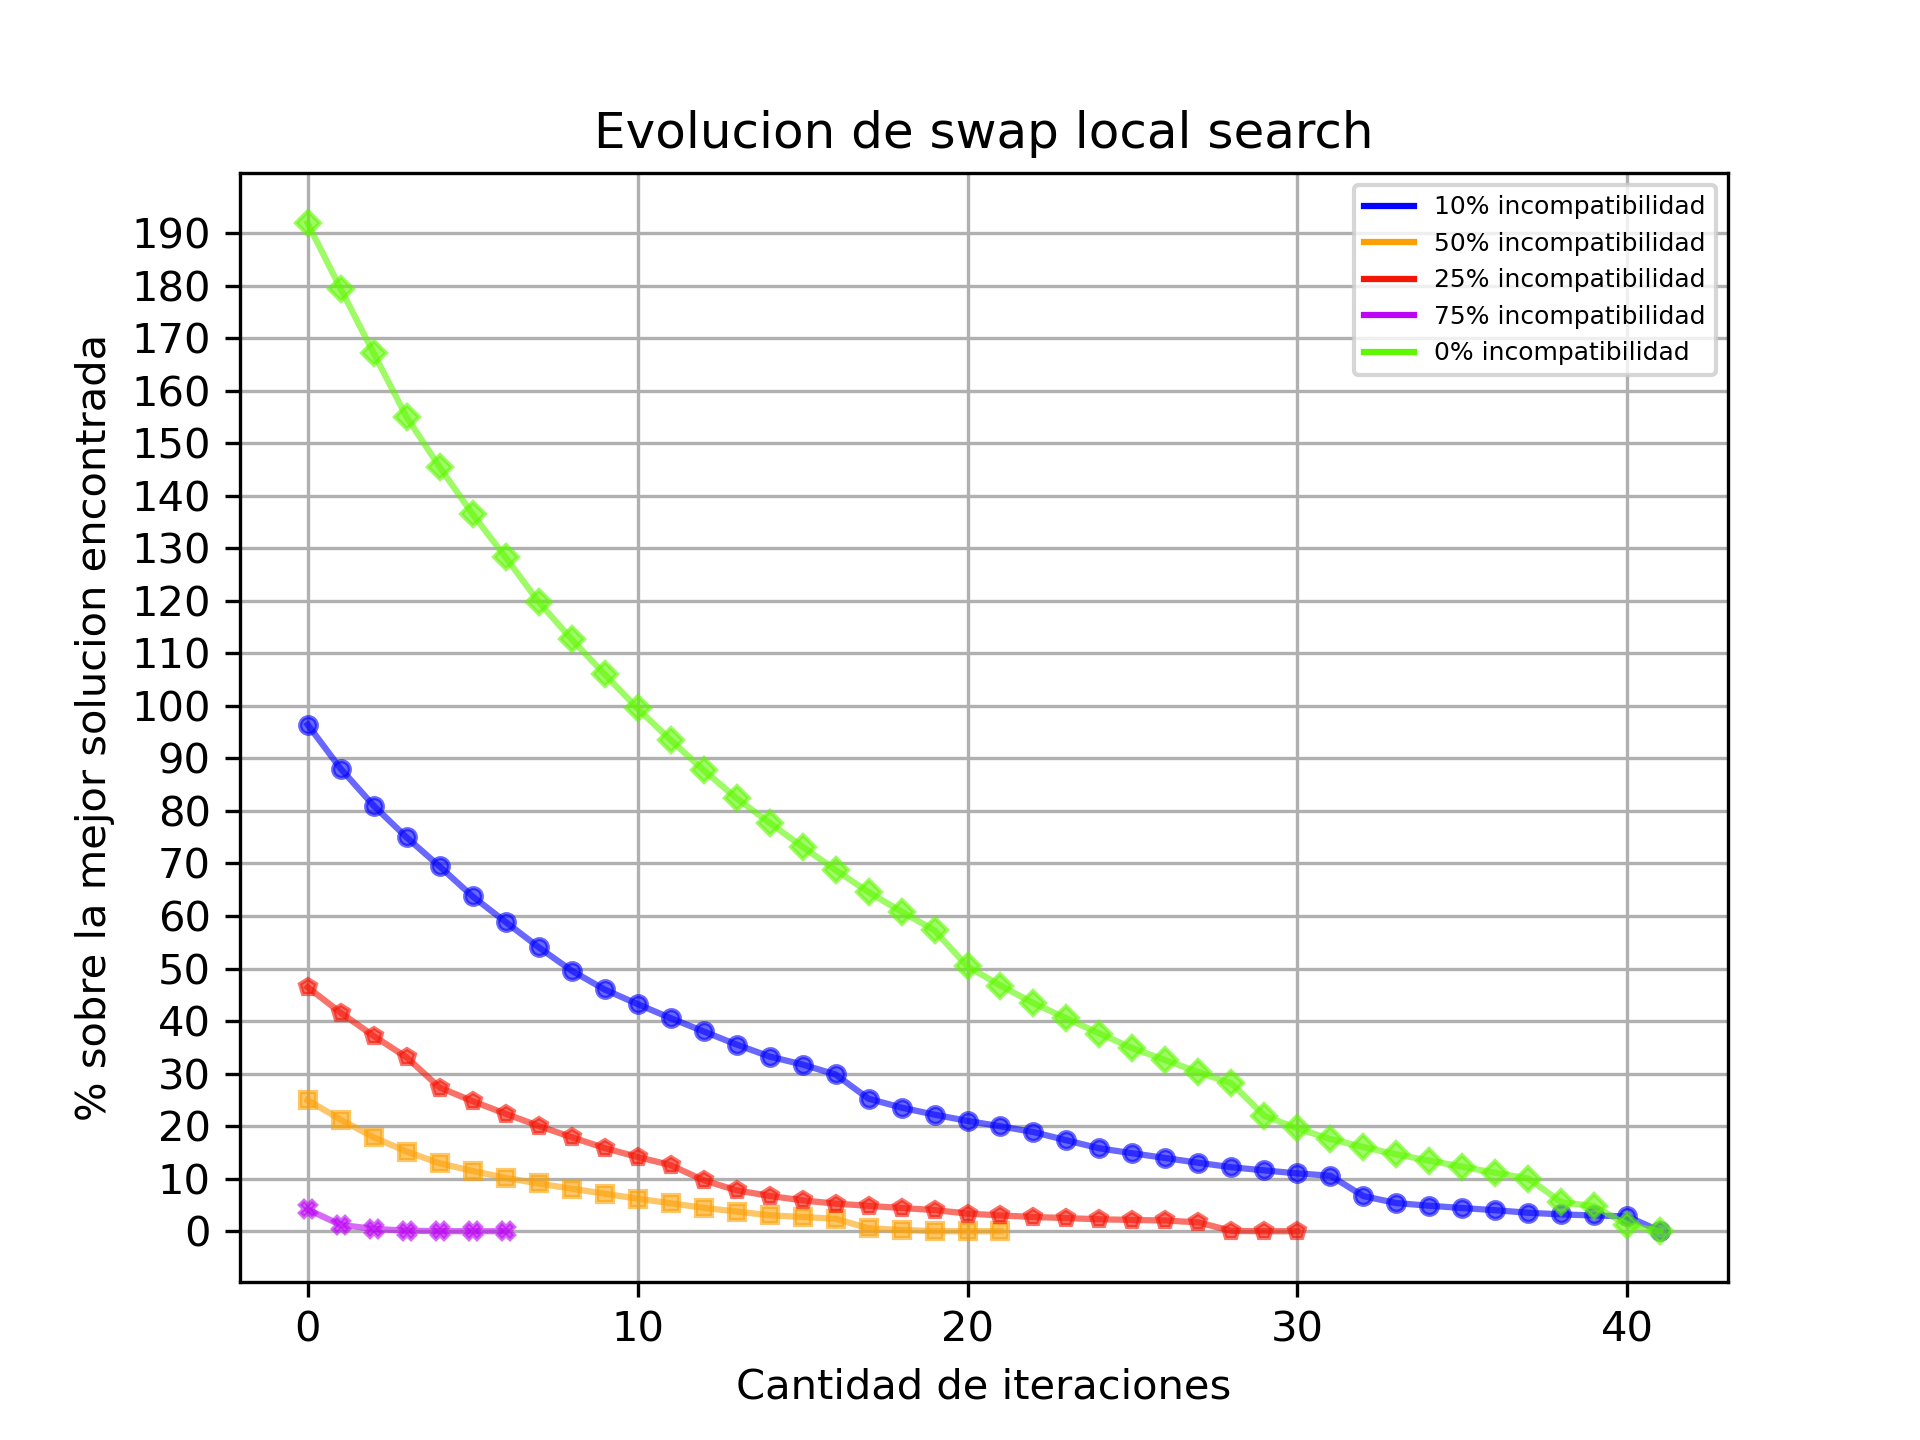 Evolucion de swap local search
10% incompatibilidad
50% incompatibilidad
25% incompatibilidad
75% incompatibilidad
0% incompatibilidad
% sobre la mejor solucion encontrada
190
180
170
160
150
140
130
120
110
100
90
80
70
60
50
40
30
20
10
0
0 10 20 30 40
Cantidad de iteraciones